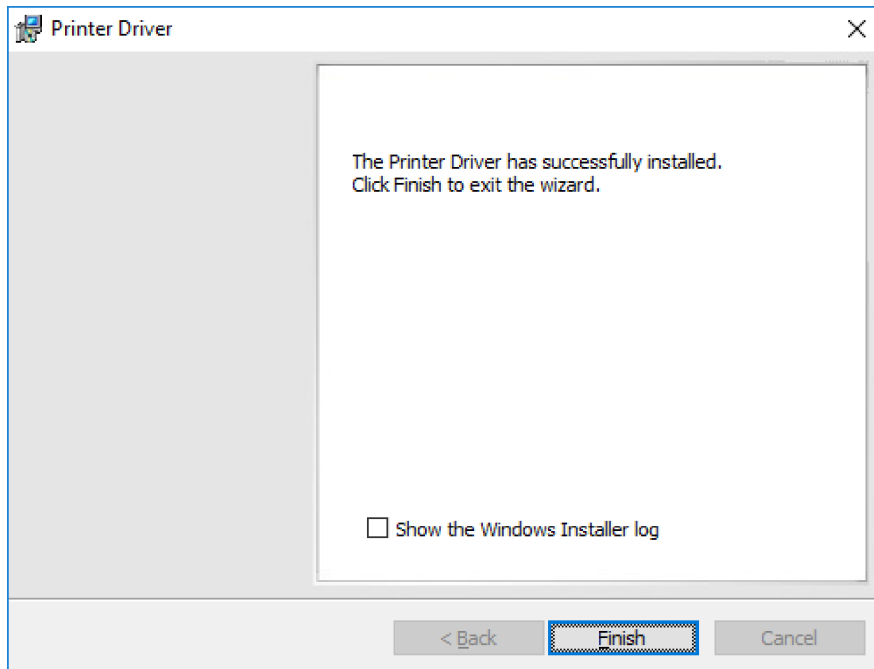 Printer Driver
The Printer Driver has successfully installed.
Click Finish to exit the wizard.
Show the Windows Installer log
< Back
Finish
Cancel